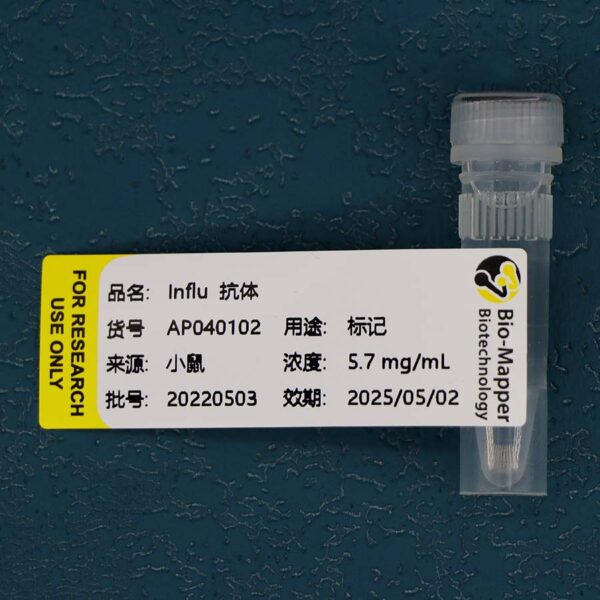 FOR RESEARCH
USE ONLY
品名: Influ 抗体
货号 AP040102 用途: 标记
来源: 小鼠 浓度: 5.7 mg/mL
批号: 20220503 效期: 2025/05/02
Bio-Mapper
Biotechnology